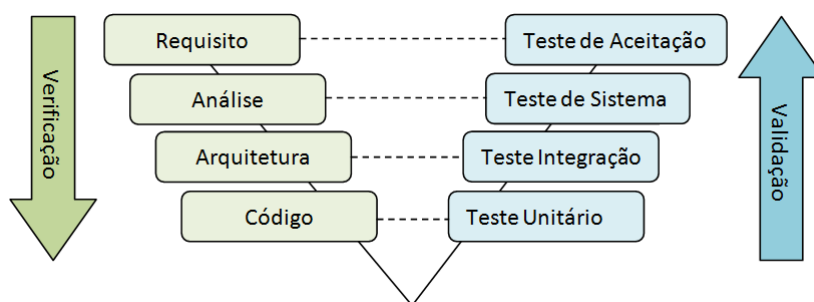 Requisito
Teste de Aceitação
Análise
Teste de Sistema
Arquitetura
Teste Integração
Código
Teste Unitário
Verificação
Validação